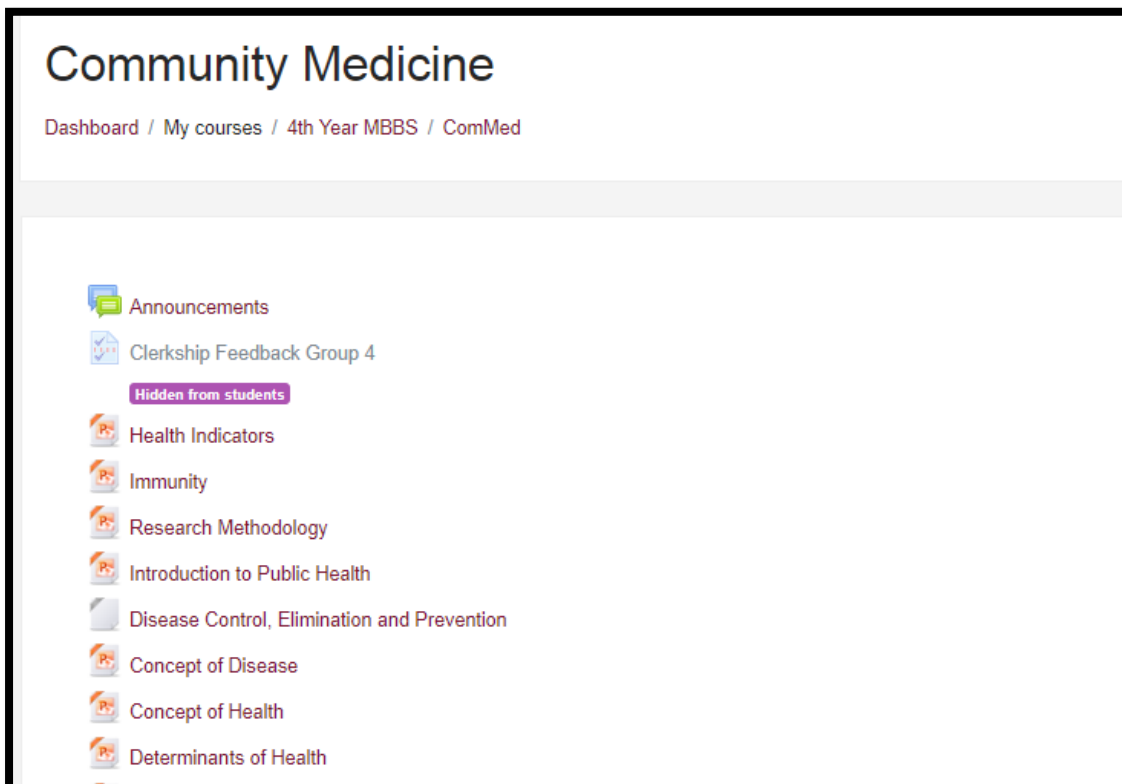 Community Medicine
Dashboard / My courses / 4th Year MBBS / ComMed
Announcements
Clerkship Feedback Group 4
Hidden from students
Health Indicators
Immunity
Research Methodology
Introduction to Public Health
Disease Control, Elimination and Prevention
Concept of Disease
Concept of Health
Determinants of Health